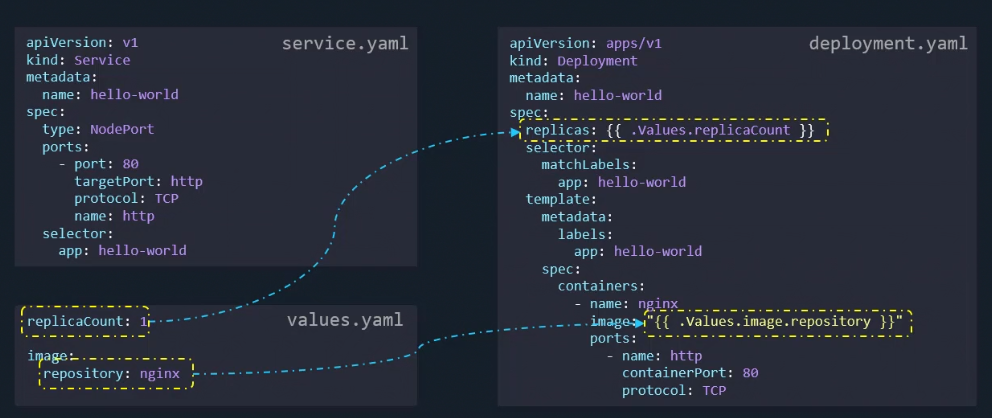 service.yaml
apiVersion: v1
kind: Service
metadata:
  name: hello-world
spec:
  type: NodePort
  ports:
    - port: 80
      targetPort: http
      protocol: TCP
      name: http
  selector:
    app: hello-world
values.yaml
replicaCount: 1
image:
  repository: nginx
deployment.yaml
apiVersion: apps/v1
kind: Deployment
metadata:
  name: hello-world
spec:
  replicas: {{ .Values.replicaCount }}
  selector:
    matchLabels:
      app: hello-world
  template:
    metadata:
      labels:
        app: hello-world
    spec:
      containers:
        - name: nginx
          image: "{{ .Values.image.repository }}"
          ports:
            - name: http
              containerPort: 80
              protocol: TCP